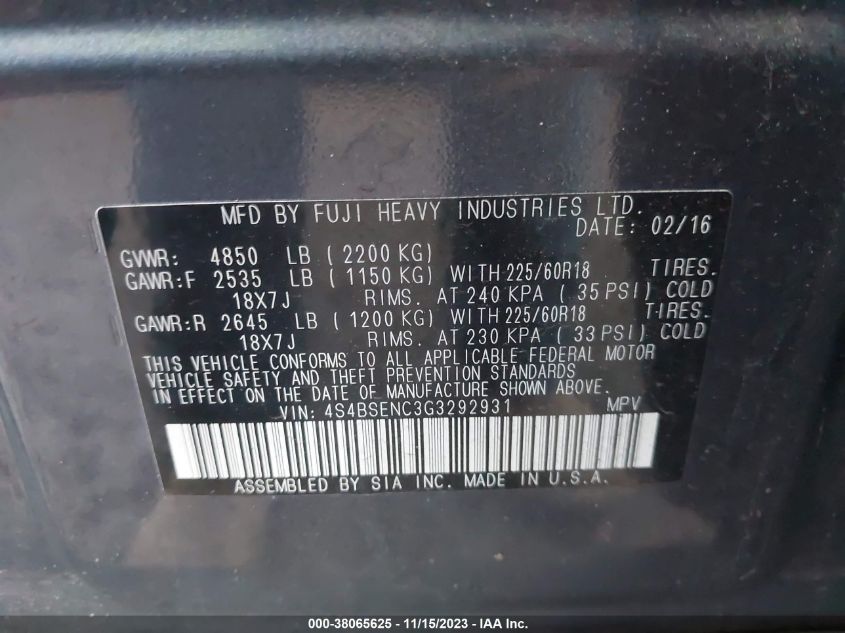 MFD BY FUJI HEAVY INDUSTRIES LTD.
DATE: 02/16
GVWR: 4850 LB ( 2200 KG)
GAWR:F 2535 LB ( 1150 KG) WITH 225/60R18 TIRES.
18X7J RIMS. AT 240 KPA ( 35 PSI) COLD
GAWR:R 2645 LB ( 1200 KG) WITH 225/60R18 TIRES.
18X7J RIMS. AT 230 KPA ( 33 PSI) COLD
THIS VEHICLE CONFORMS TO ALL APPLICABLE FEDERAL MOTOR
VEHICLE SAFETY AND THEFT PREVENTION STANDARDS
IN EFFECT ON THE DATE OF MANUFACTURE SHOWN ABOVE.
VIN: 4S4BSENC3G3292931 MPV
ASSEMBLED BY SIA INC. MADE IN U.S.A.
000-38065625 - 11/15/2023 - IAA Inc.